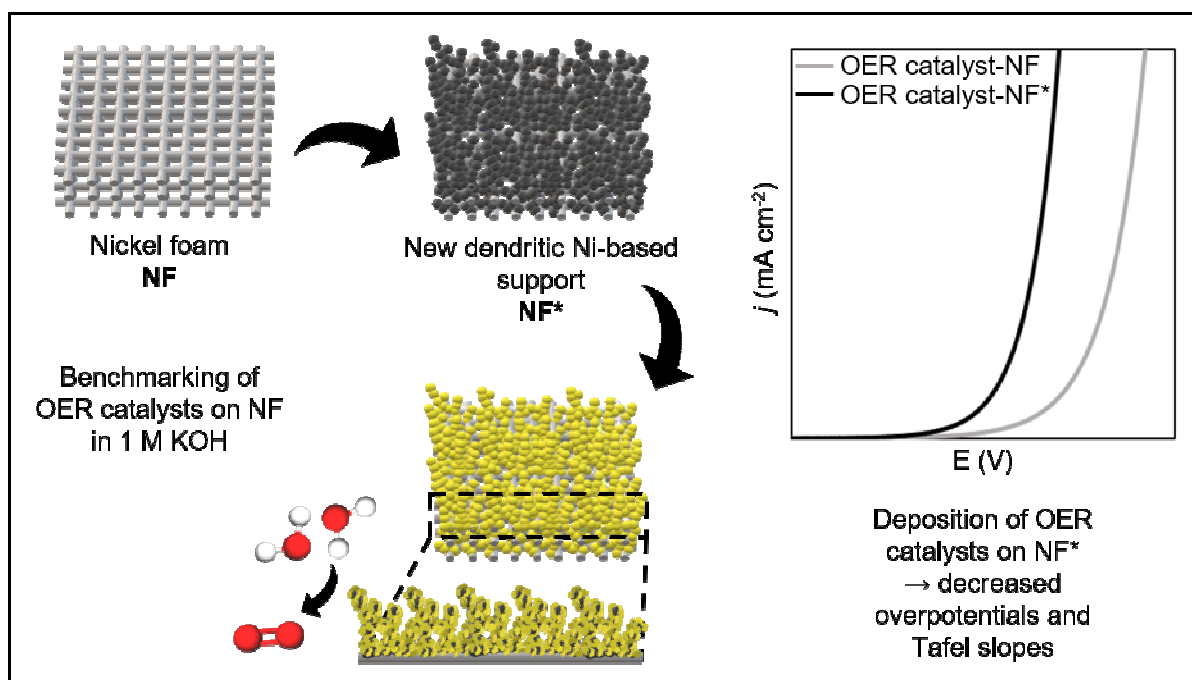 Nickel foam
NF
New dendritic Ni-based
support
NF*
Benchmarking of
OER catalysts on NF
in 1 M KOH
OER catalyst-NF
OER catalyst-NF*
j (mA cm⁻²)
E (V)
Deposition of OER
catalysts on NF*
→ decreased
overpotentials and
Tafel slopes